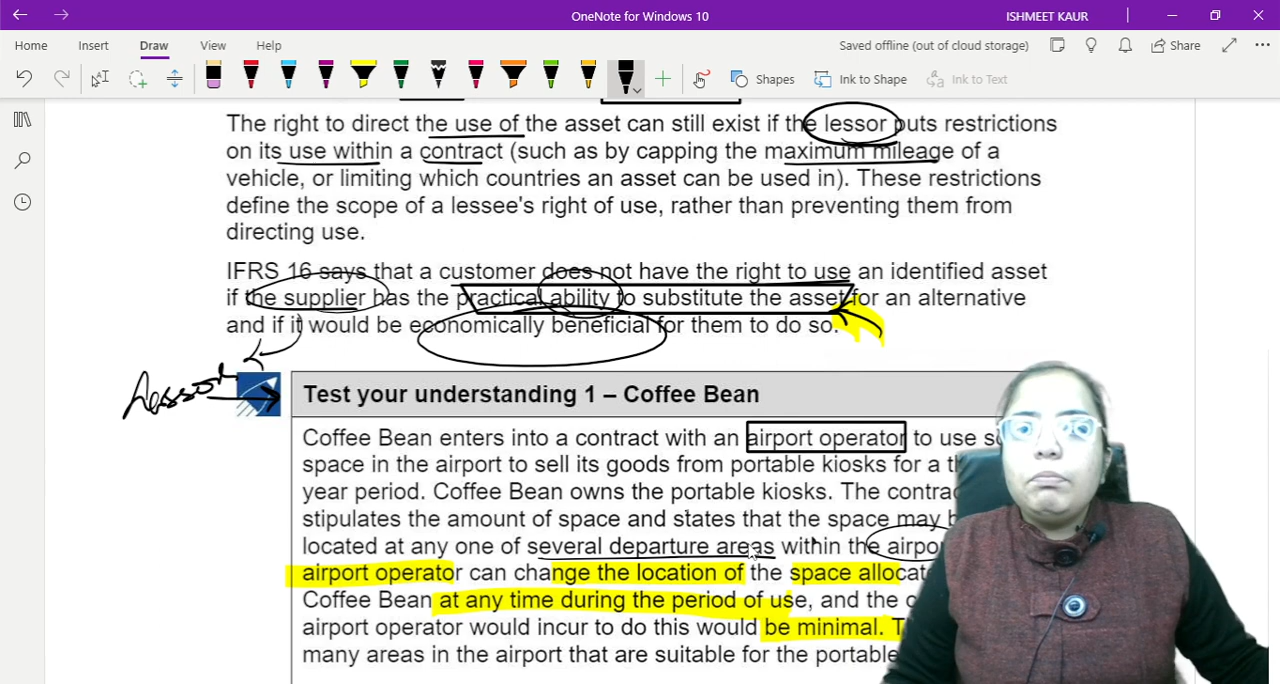 OneNote for Windows 10
ISHMEET KAUR
Home Insert Draw View Help
Saved offline (out of cloud storage)
Share
Shapes
Ink to Shape
Ink to Text
The right to direct the use of the asset can still exist if the lessor puts restrictions
on its use within a contract (such as by capping the maximum mileage of a
vehicle, or limiting which countries an asset can be used in). These restrictions
define the scope of a lessee's right of use, rather than preventing them from
directing use.
IFRS 16 says that a customer does not have the right to use an identified asset
if the supplier has the practical ability to substitute the asset for an alternative
and if it would be economically beneficial for them to do so.
Lessor
Test your understanding 1 – Coffee Bean
Coffee Bean enters into a contract with an airport operator to use
space in the airport to sell its goods from portable kiosks for a
year period. Coffee Bean owns the portable kiosks. The
stipulates the amount of space and states that the space may
located at any one of several departure areas within the
airport operator can change the location of the space
Coffee Bean at any time during the period of use, and the
airport operator would incur to do this would be minimal.
many areas in the airport that are suitable for the portable